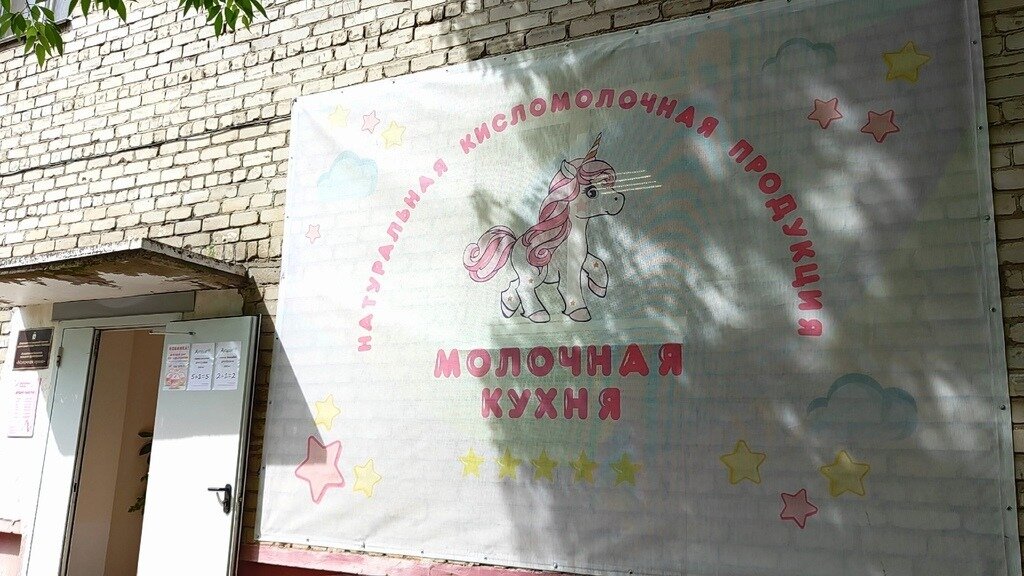 НАТУРАЛЬНАЯ КИСЛОМОЛОЧНАЯ ПРОДУКЦИЯ
МОЛОЧНАЯ
КУХНЯ